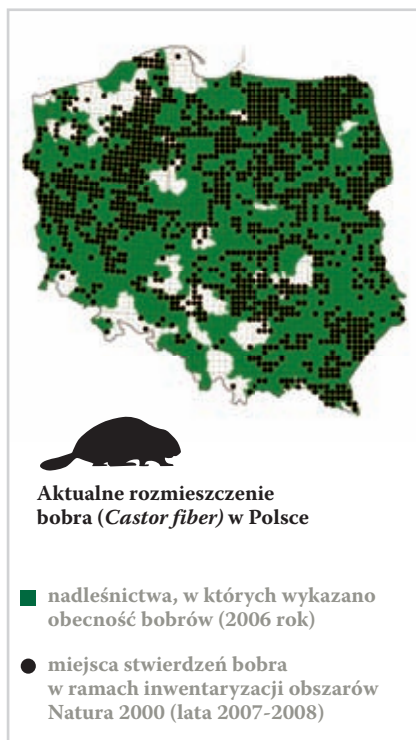 Aktualne rozmieszczenie
bobra (Castor fiber) w Polsce
nadleśnictwa, w których wykazano
obecność bobrów (2006 rok)
miejsca stwierdzeń bobra
w ramach inwentaryzacji obszarów
Natura 2000 (lata 2007-2008)